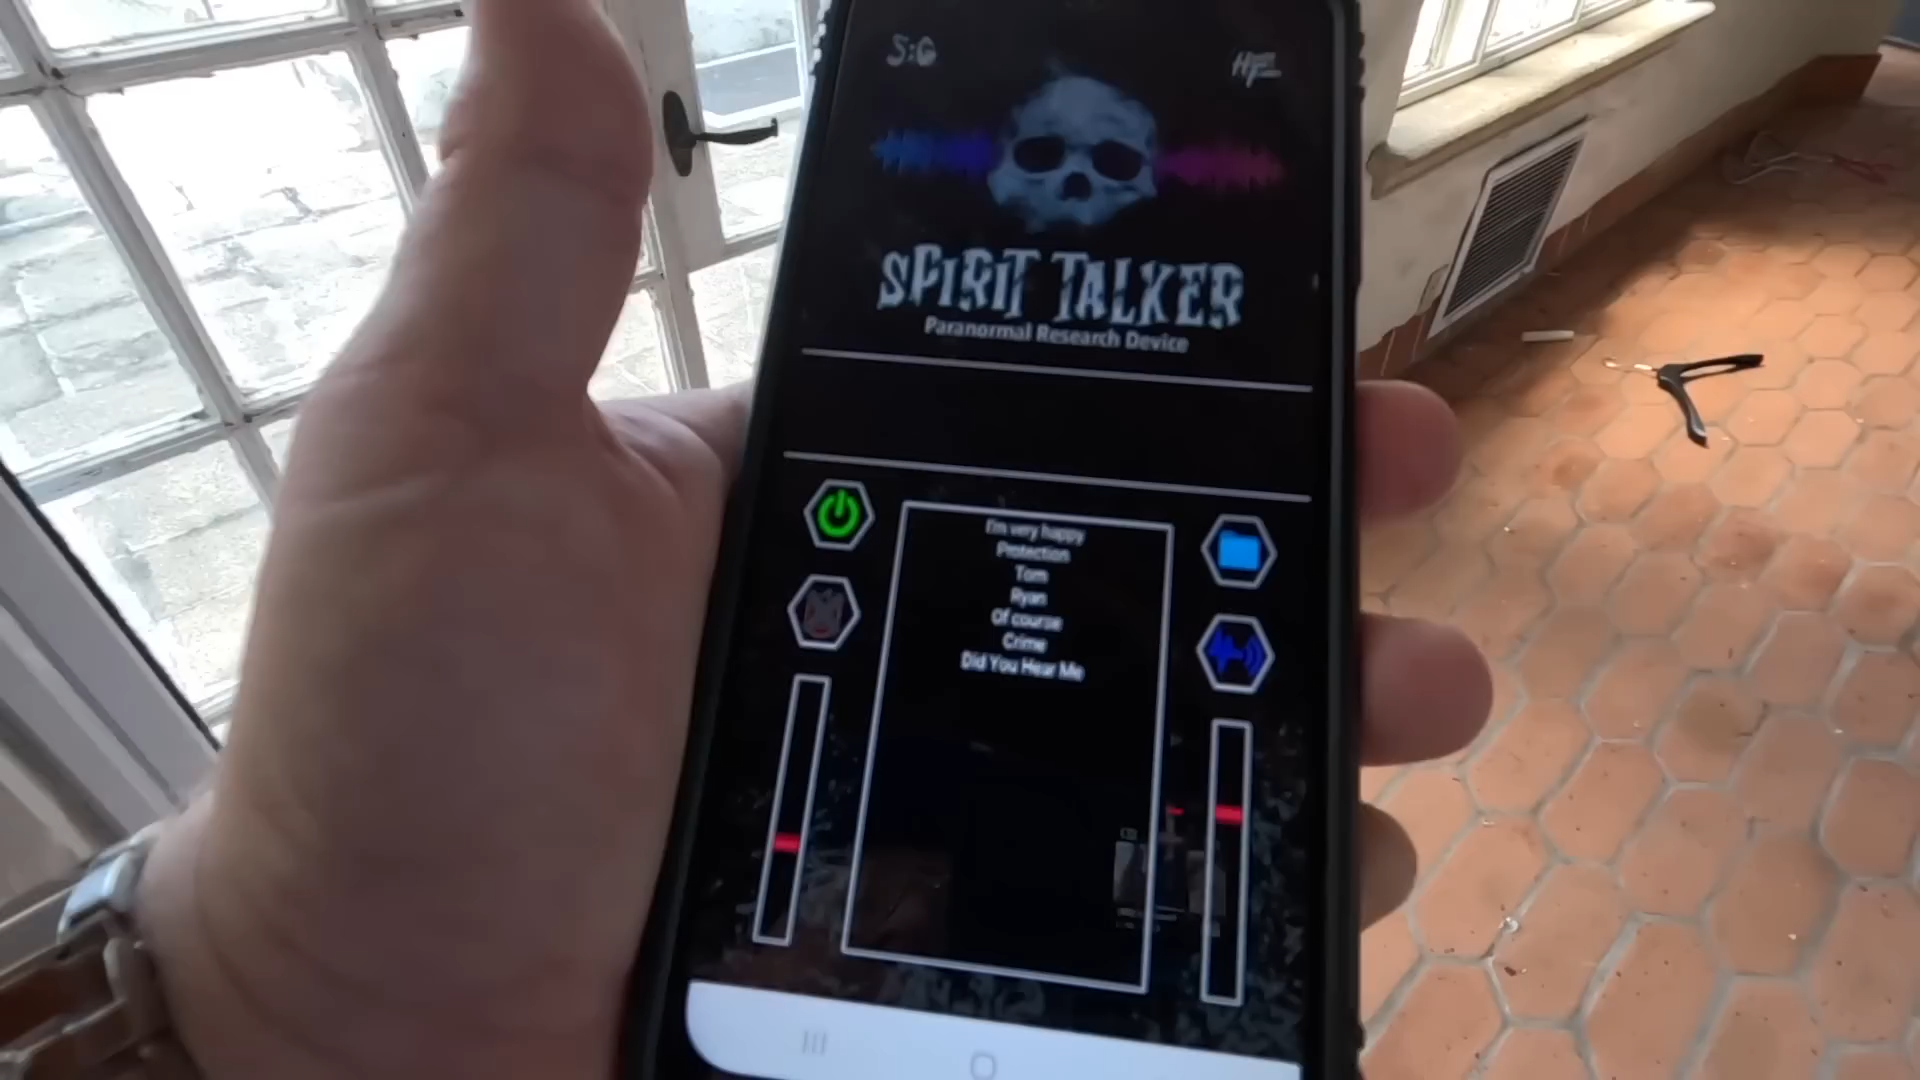 SPIRIT TALKER
Paranormal Research Device
I'm very happy
Protection
Tom
Ryan
Of course
Crime
Did You Hear Me